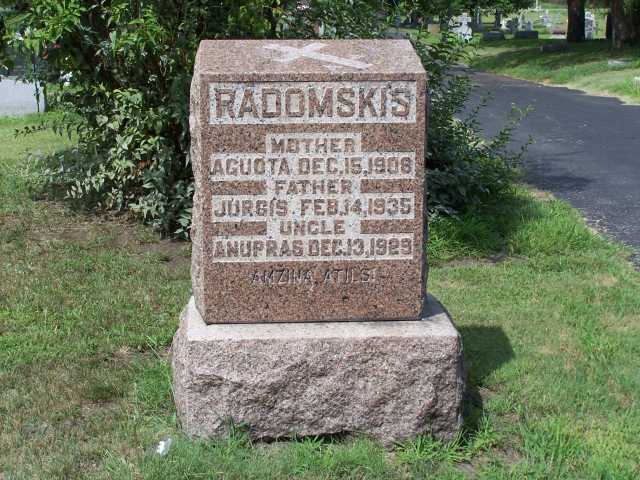 RADOMSKIS
MOTHER
AGUOTA DEC. 15, 1906
FATHER
JURGIS. FEB. 14, 1935
UNCLE
ANUPRAS DEC. 13, 1929
AMZINA. ATILSI.